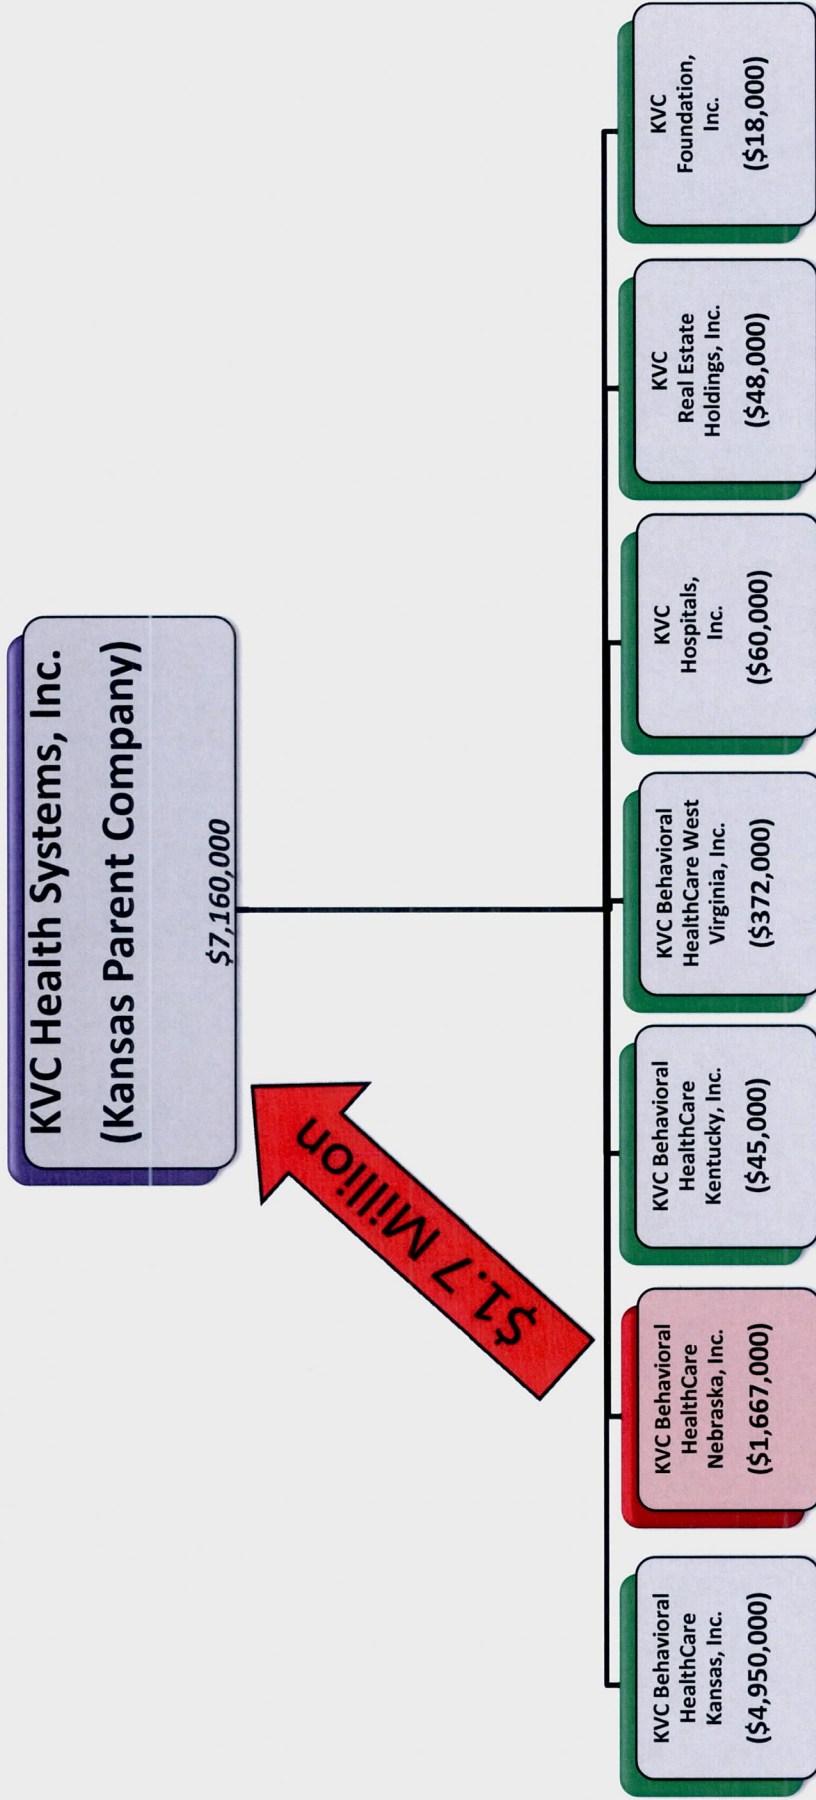 KVC Health Systems, Inc.
(Kansas Parent Company)
$7,160,000
$1.7 Million
KVC Behavioral
HealthCare
Kansas, Inc.
($4,950,000)
KVC Behavioral
HealthCare
Nebraska, Inc.
($1,667,000)
KVC Behavioral
HealthCare
Kentucky, Inc.
($45,000)
KVC Behavioral
HealthCare West
Virginia, Inc.
($372,000)
KVC
Hospitals,
Inc.
($60,000)
KVC
Real Estate
Holdings, Inc.
($48,000)
KVC
Foundation,
Inc.
($18,000)